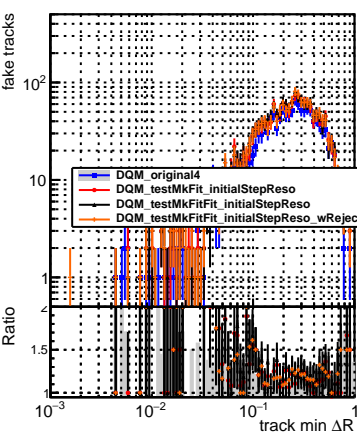 fake tracks
10²
10
1
DQM_original4
DQM_testMkFit_initialStepReso
DQM_testMkFitFit_initialStepReso
DQM_testMkFitFit_initialStepReso_wRejec
Ratio
2
1.5
1
10⁻³ 10⁻² 10⁻¹ 1
track min ΔR